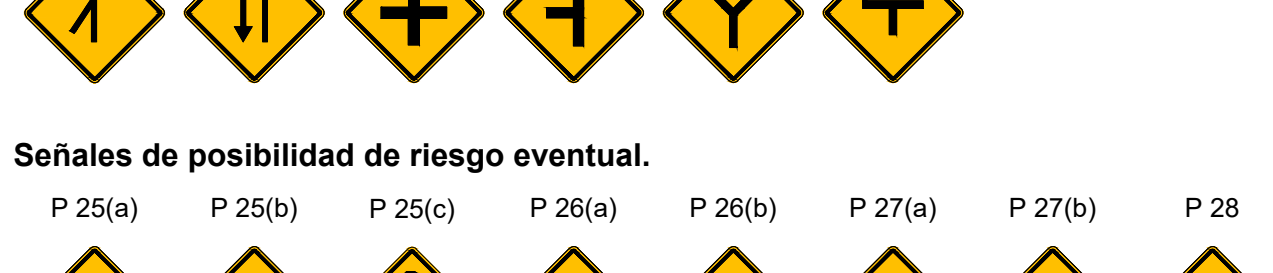 Señales de posibilidad de riesgo eventual.
P 25(a) P 25(b) P 25(c) P 26(a) P 26(b) P 27(a) P 27(b) P 28